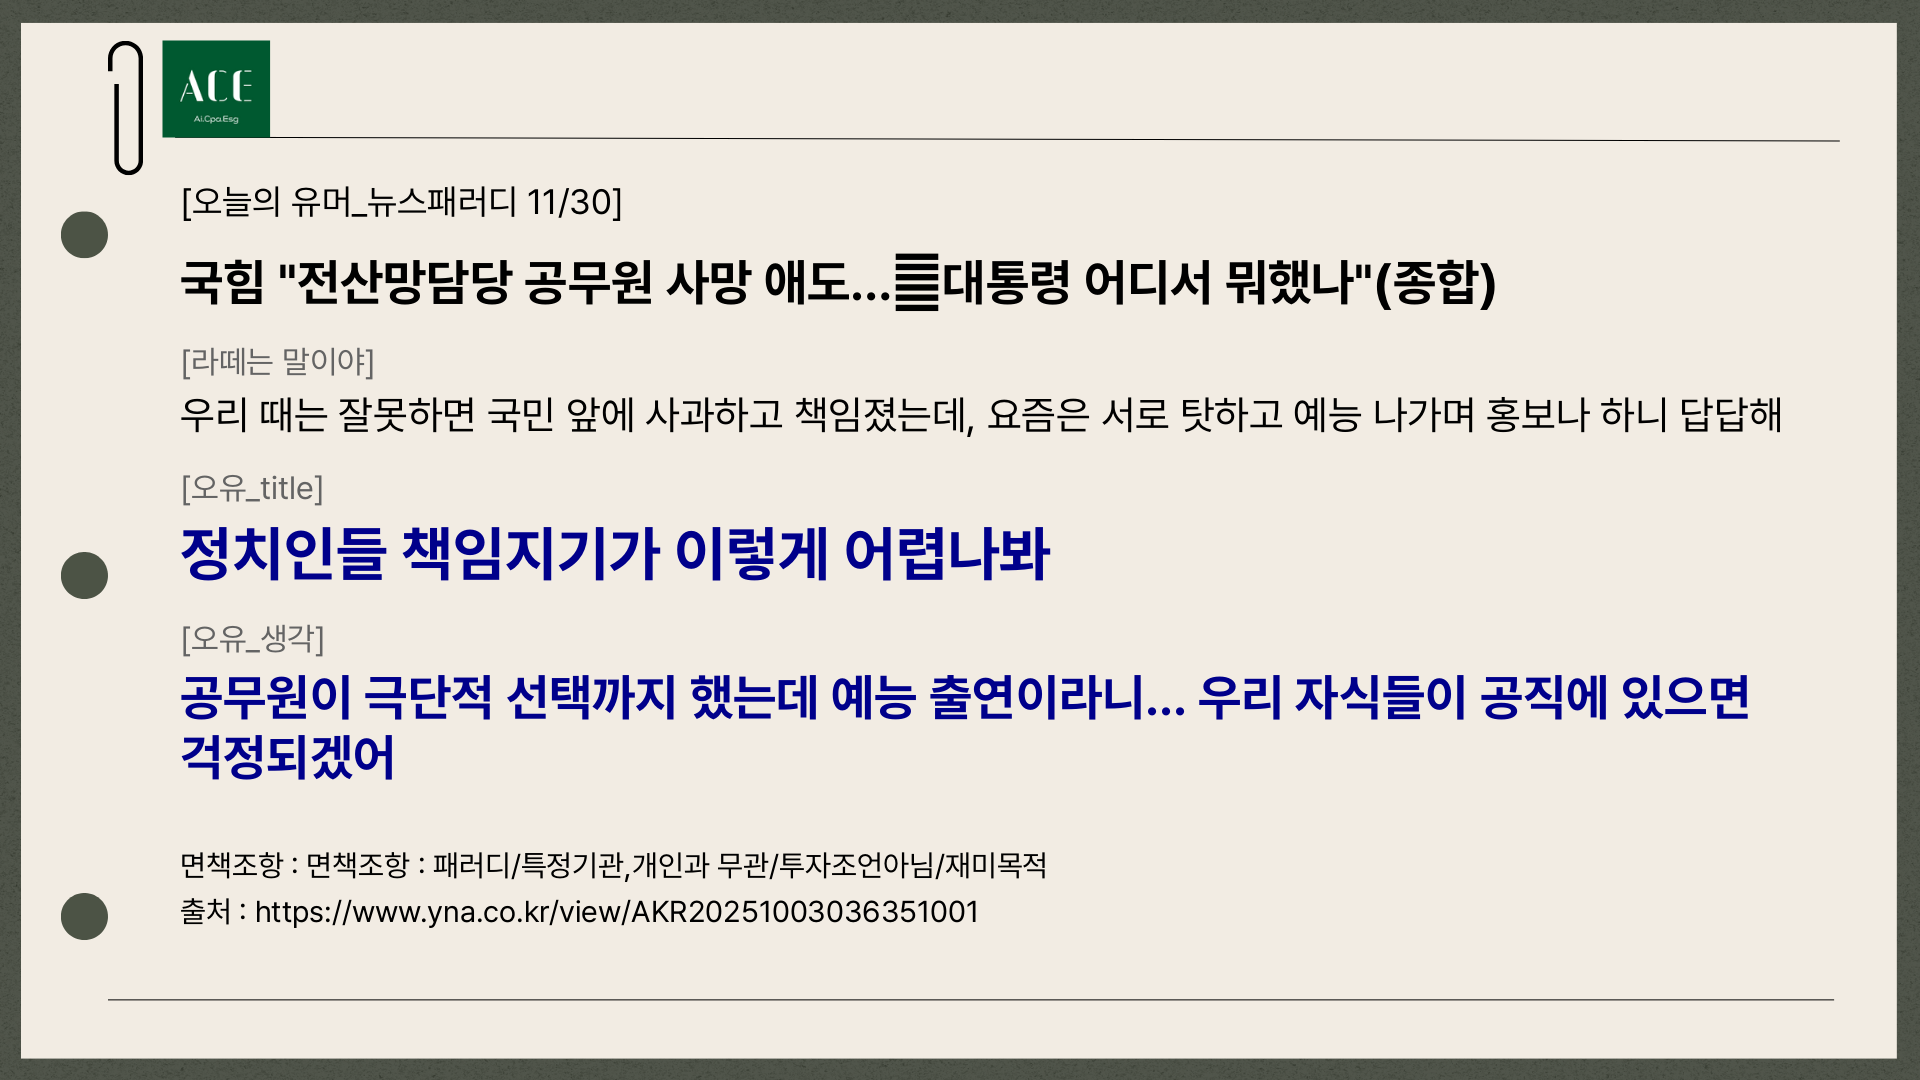 ACE
Ai.Cpa.Esg
[오늘의 유머_뉴스패러디 11/30]
국힘 "전산망담당 공무원 사망 애도…대통령 어디서 뭐했나"(종합)
[라떼는 말이야]
우리 때는 잘못하면 국민 앞에 사과하고 책임졌는데, 요즘은 서로 탓하고 예능 나가며 홍보나 하니 답답해
[오유_title]
정치인들 책임지기가 이렇게 어렵나봐
[오유_생각]
공무원이 극단적 선택까지 했는데 예능 출연이라니... 우리 자식들이 공직에 있으면
걱정되겠어
면책조항 : 면책조항 : 패러디/특정기관,개인과 무관/투자조언아님/재미목적
출처 : https://www.yna.co.kr/view/AKR20251003036351001